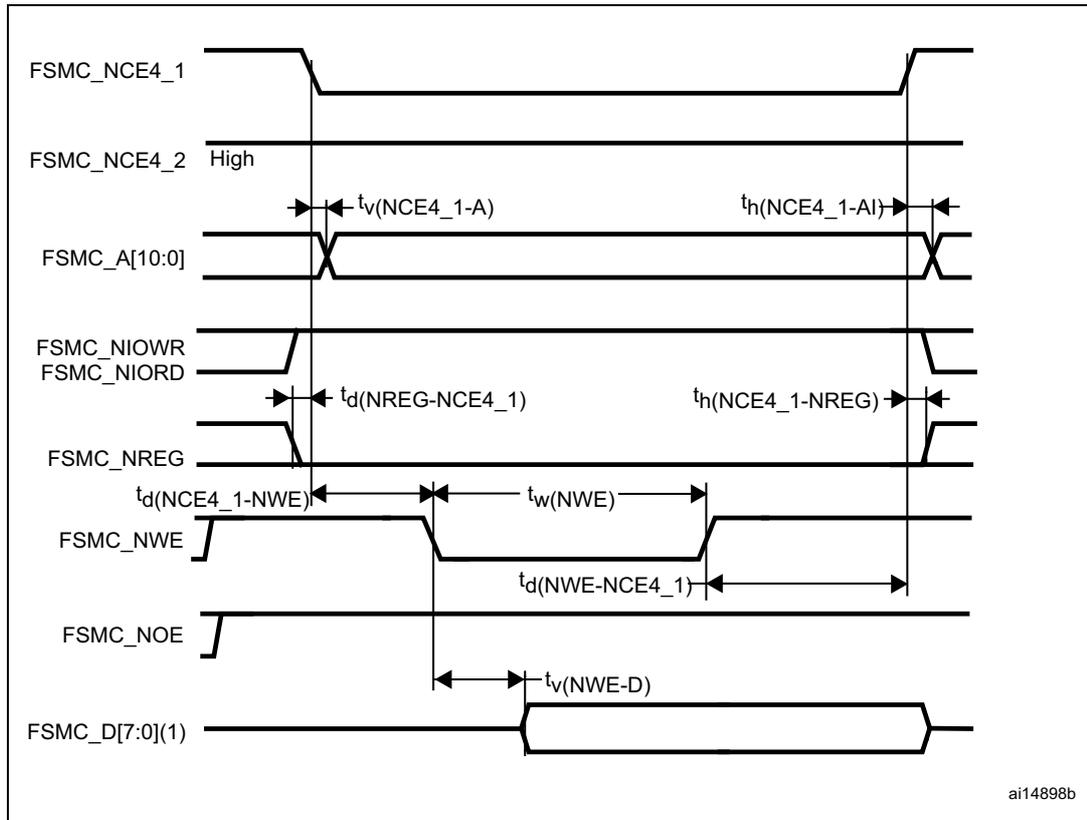 FSMC_NCE4_1
FSMC_NCE4_2 High
tv(NCE4_1-A) th(NCE4_1-AI)
FSMC_A[10:0]
FSMC_NIOWR
FSMC_NIORD
td(NREG-NCE4_1) th(NCE4_1-NREG)
FSMC_NREG
td(NCE4_1-NWE) tw(NWE)
FSMC_NWE
td(NWE-NCE4_1)
FSMC_NOE
tv(NWE-D)
FSMC_D[7:0](1)
ai14898b